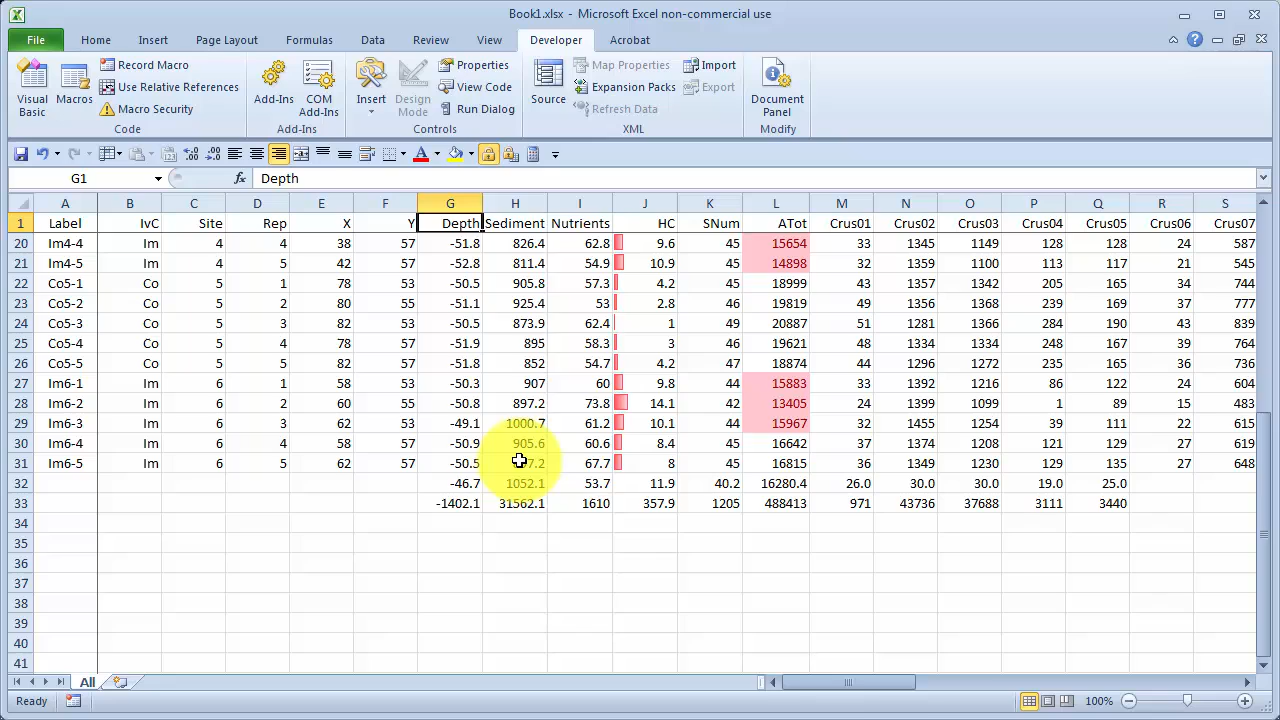 Book1.xlsx - Microsoft Excel non-commercial use
File Home Insert Page Layout Formulas Data Review View Developer Acrobat
Visual Basic
Macros
Record Macro
Use Relative References
Macro Security
Code
Add-Ins
COM Add-Ins
Add-Ins
Insert
Design Mode
Properties
View Code
Run Dialog
Controls
Source
Map Properties
Expansion Packs
Refresh Data
Import
Export
XML
Document Panel
Modify
G1 fx Depth
A B C D E F G H I J K L M N O P Q R S
1 Label IvC Site Rep X Y Depth Sediment Nutrients HC SNum ATot Crus01 Crus02 Crus03 Crus04 Crus05 Crus06 Crus07
20 Im4-4 Im 4 4 38 57 -51.8 826.4 62.8 9.6 45 15654 33 1345 1149 128 128 24 587
21 Im4-5 Im 4 5 42 57 -52.8 811.4 54.9 10.9 45 14898 32 1359 1100 113 117 21 545
22 Co5-1 Co 5 1 78 53 -50.5 905.8 57.3 4.2 45 18999 43 1357 1342 205 165 34 744
23 Co5-2 Co 5 2 80 55 -51.1 925.4 53 2.8 46 19819 49 1356 1368 239 169 37 777
24 Co5-3 Co 5 3 82 53 -50.5 873.9 62.4 1 49 20887 51 1281 1366 284 190 43 839
25 Co5-4 Co 5 4 78 57 -51.9 895 58.3 3 46 19621 48 1334 1334 248 167 39 764
26 Co5-5 Co 5 5 82 57 -51.8 852 54.7 4.2 47 18874 44 1296 1272 235 165 36 736
27 Im6-1 Im 6 1 58 53 -50.3 907 60 9.8 44 15883 33 1392 1216 86 122 24 604
28 Im6-2 Im 6 2 60 55 -50.8 897.2 73.8 14.1 42 13405 24 1399 1099 1 89 15 483
29 Im6-3 Im 6 3 62 53 -49.1 1000.7 61.2 10.1 44 15967 32 1455 1254 39 111 22 615
30 Im6-4 Im 6 4 58 57 -50.9 905.6 60.6 8.4 45 16642 37 1374 1208 121 129 27 619
31 Im6-5 Im 6 5 62 57 -50.5 67.7 8 45 16815 36 1349 1230 129 135 27 648
32 -46.7 1052.1 53.7 11.9 40.2 16280.4 26.0 30.0 30.0 19.0 25.0
33 -1402.1 31562.1 1610 357.9 1205 488413 971 43736 37688 3111 3440
34
35
36
37
38
39
40
41
All
Ready 100%